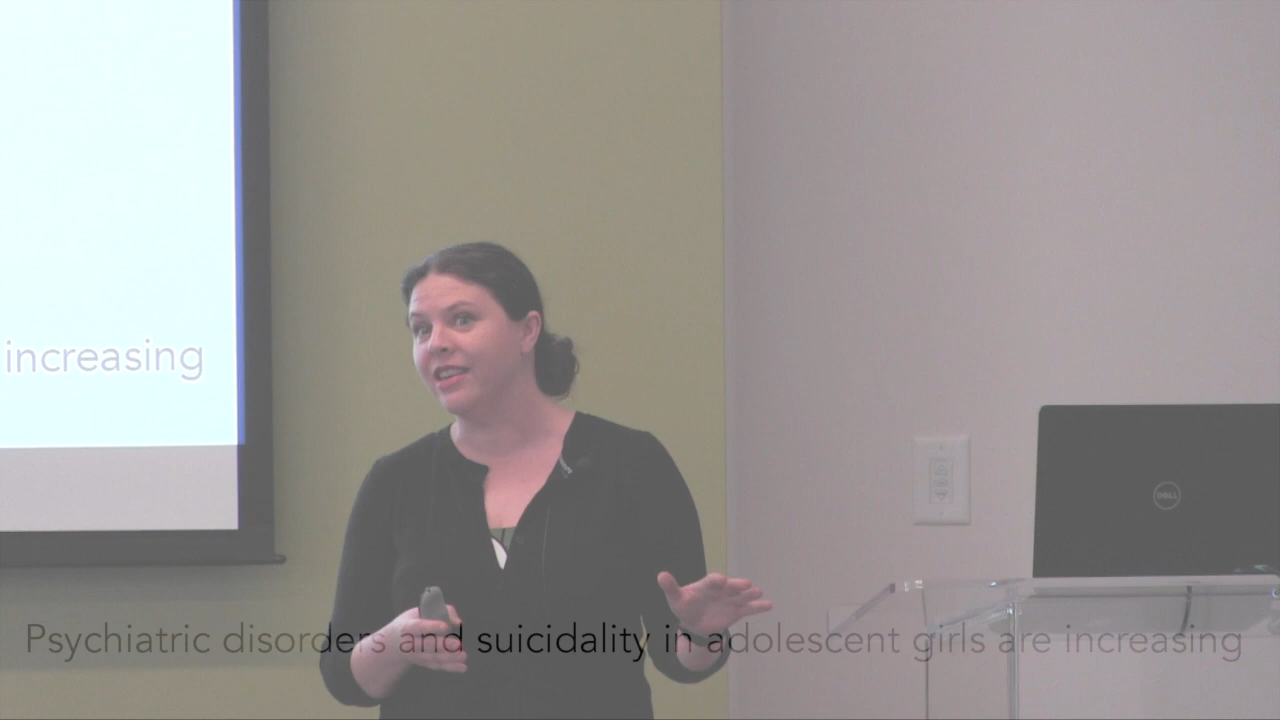 increasing
DELL
Psychiatric disorders and suicidality in adolescent girls are increasing